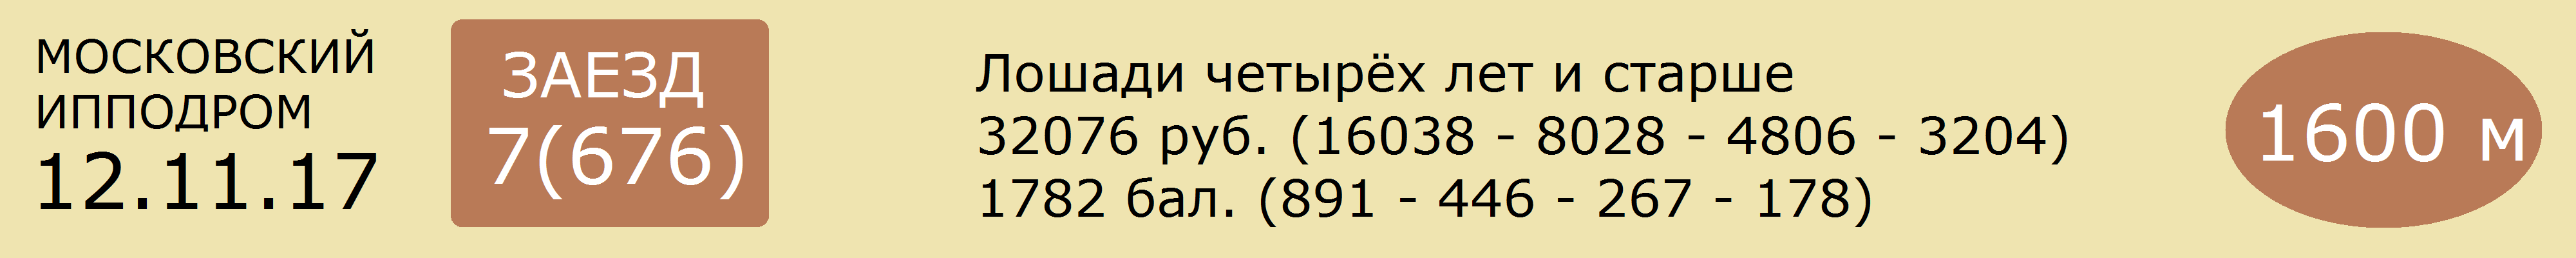 МОСКОВСКИЙ
ИППОДРОМ
12.11.17
ЗАЕЗД
7(676)
Лошади четырёх лет и старше
32076 руб. (16038 - 8028 - 4806 - 3204)
1782 бал. (891 - 446 - 267 - 178)
1600 м